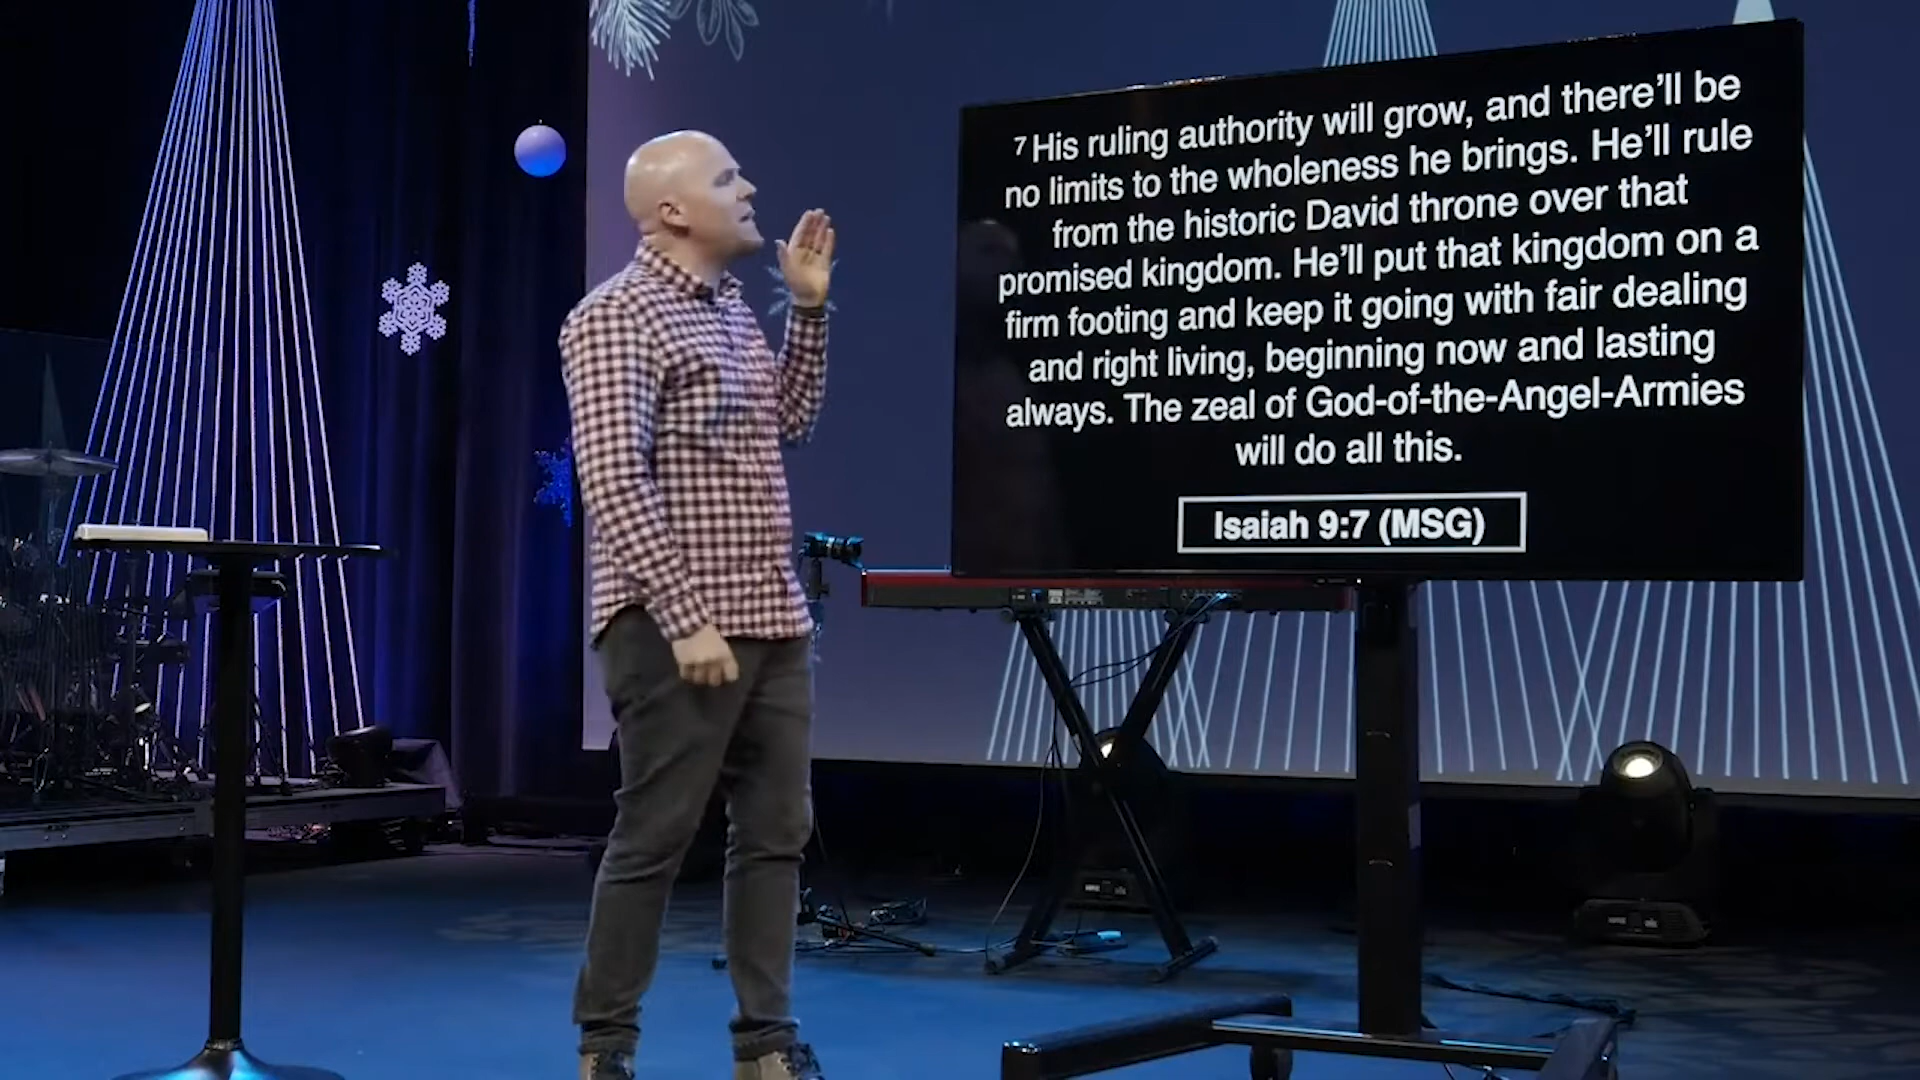 7 His ruling authority will grow, and there'll be
no limits to the wholeness he brings. He'll rule
from the historic David throne over that
promised kingdom. He'll put that kingdom on a
firm footing and keep it going with fair dealing
and right living, beginning now and lasting
always. The zeal of God-of-the-Angel-Armies
will do all this.
Isaiah 9:7 (MSG)